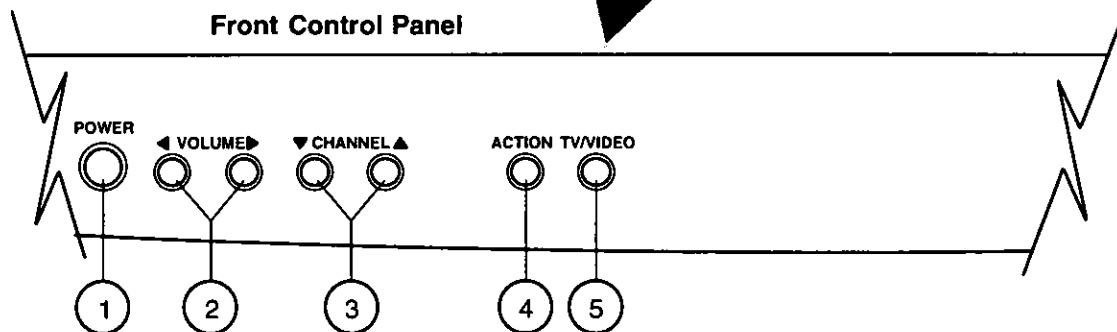 Front Control Panel
POWER
◀ VOLUME▶ ▼CHANNEL▲ ACTION TV/VIDEO
1 2 3 4 5